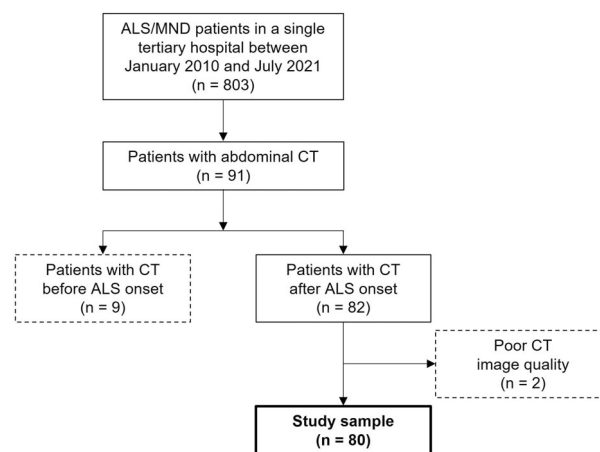 ALS/MND patients in a single
tertiary hospital between
January 2010 and July 2021
(n = 803)
Patients with abdominal CT
(n = 91)
Patients with CT
before ALS onset
(n = 9)
Patients with CT
after ALS onset
(n = 82)
Poor CT
image quality
(n = 2)
Study sample
(n = 80)